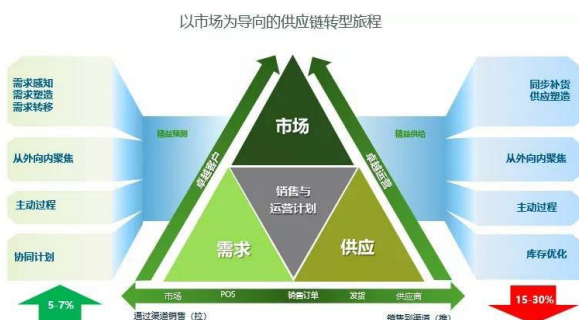 以市场为导向的供应链转型旅程
需求感知
需求塑造
需求转移
从外向内聚焦
主动过程
协同计划
5-7%
精益预测
卓越客户
市场
销售与
运营计划
需求
供应
卓越运营
精益供给
同步补货
供应塑造
从外向内聚焦
主动过程
库存优化
15-30%
市场 POS 销售订单 发货 供应商
通过渠道销售（拉）
销售到渠道（推）